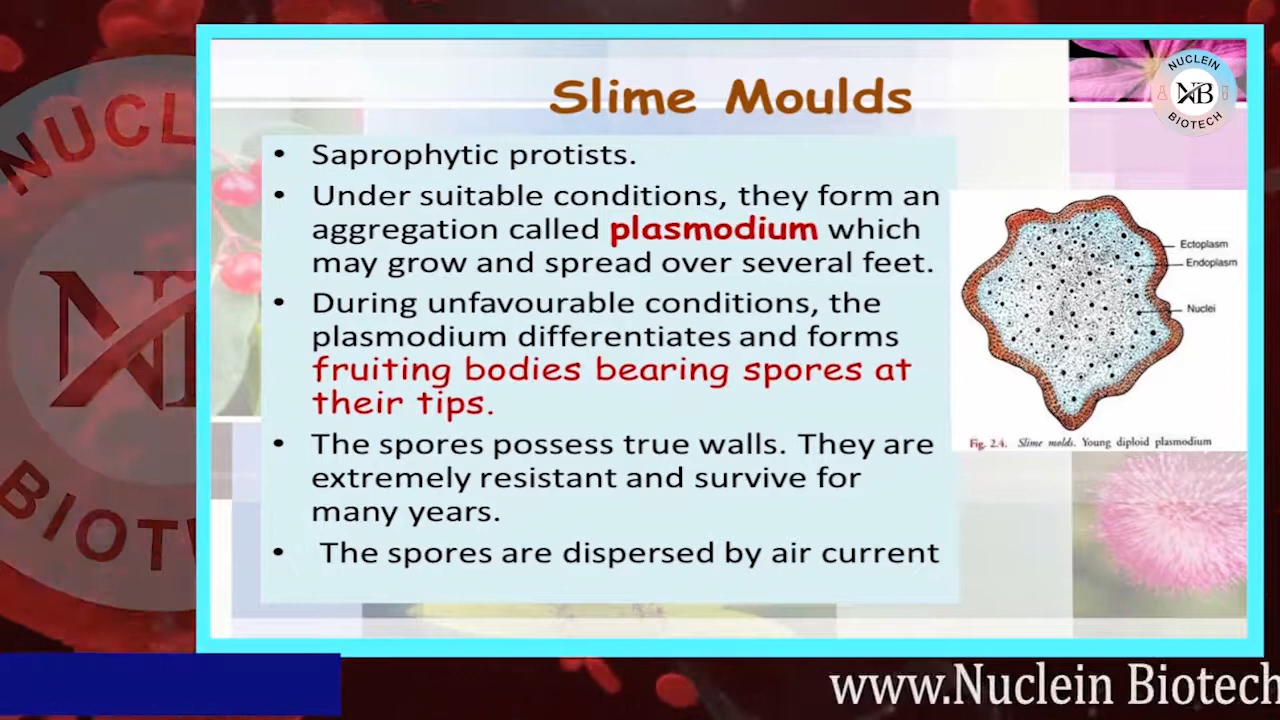 Slime Moulds
NUCLEIN
NB
BIOTECH
• Saprophytic protists.
• Under suitable conditions, they form an
aggregation called plasmodium which
may grow and spread over several feet.
• During unfavourable conditions, the
plasmodium differentiates and forms
fruiting bodies bearing spores at
their tips.
• The spores possess true walls. They are
extremely resistant and survive for
many years.
• The spores are dispersed by air current
Ectoplasm
Endoplasm
Nuclei
Fig. 2.4. Slime molds. Young diploid plasmodium
NUCL
N
BIOT
www.Nuclein Biotech